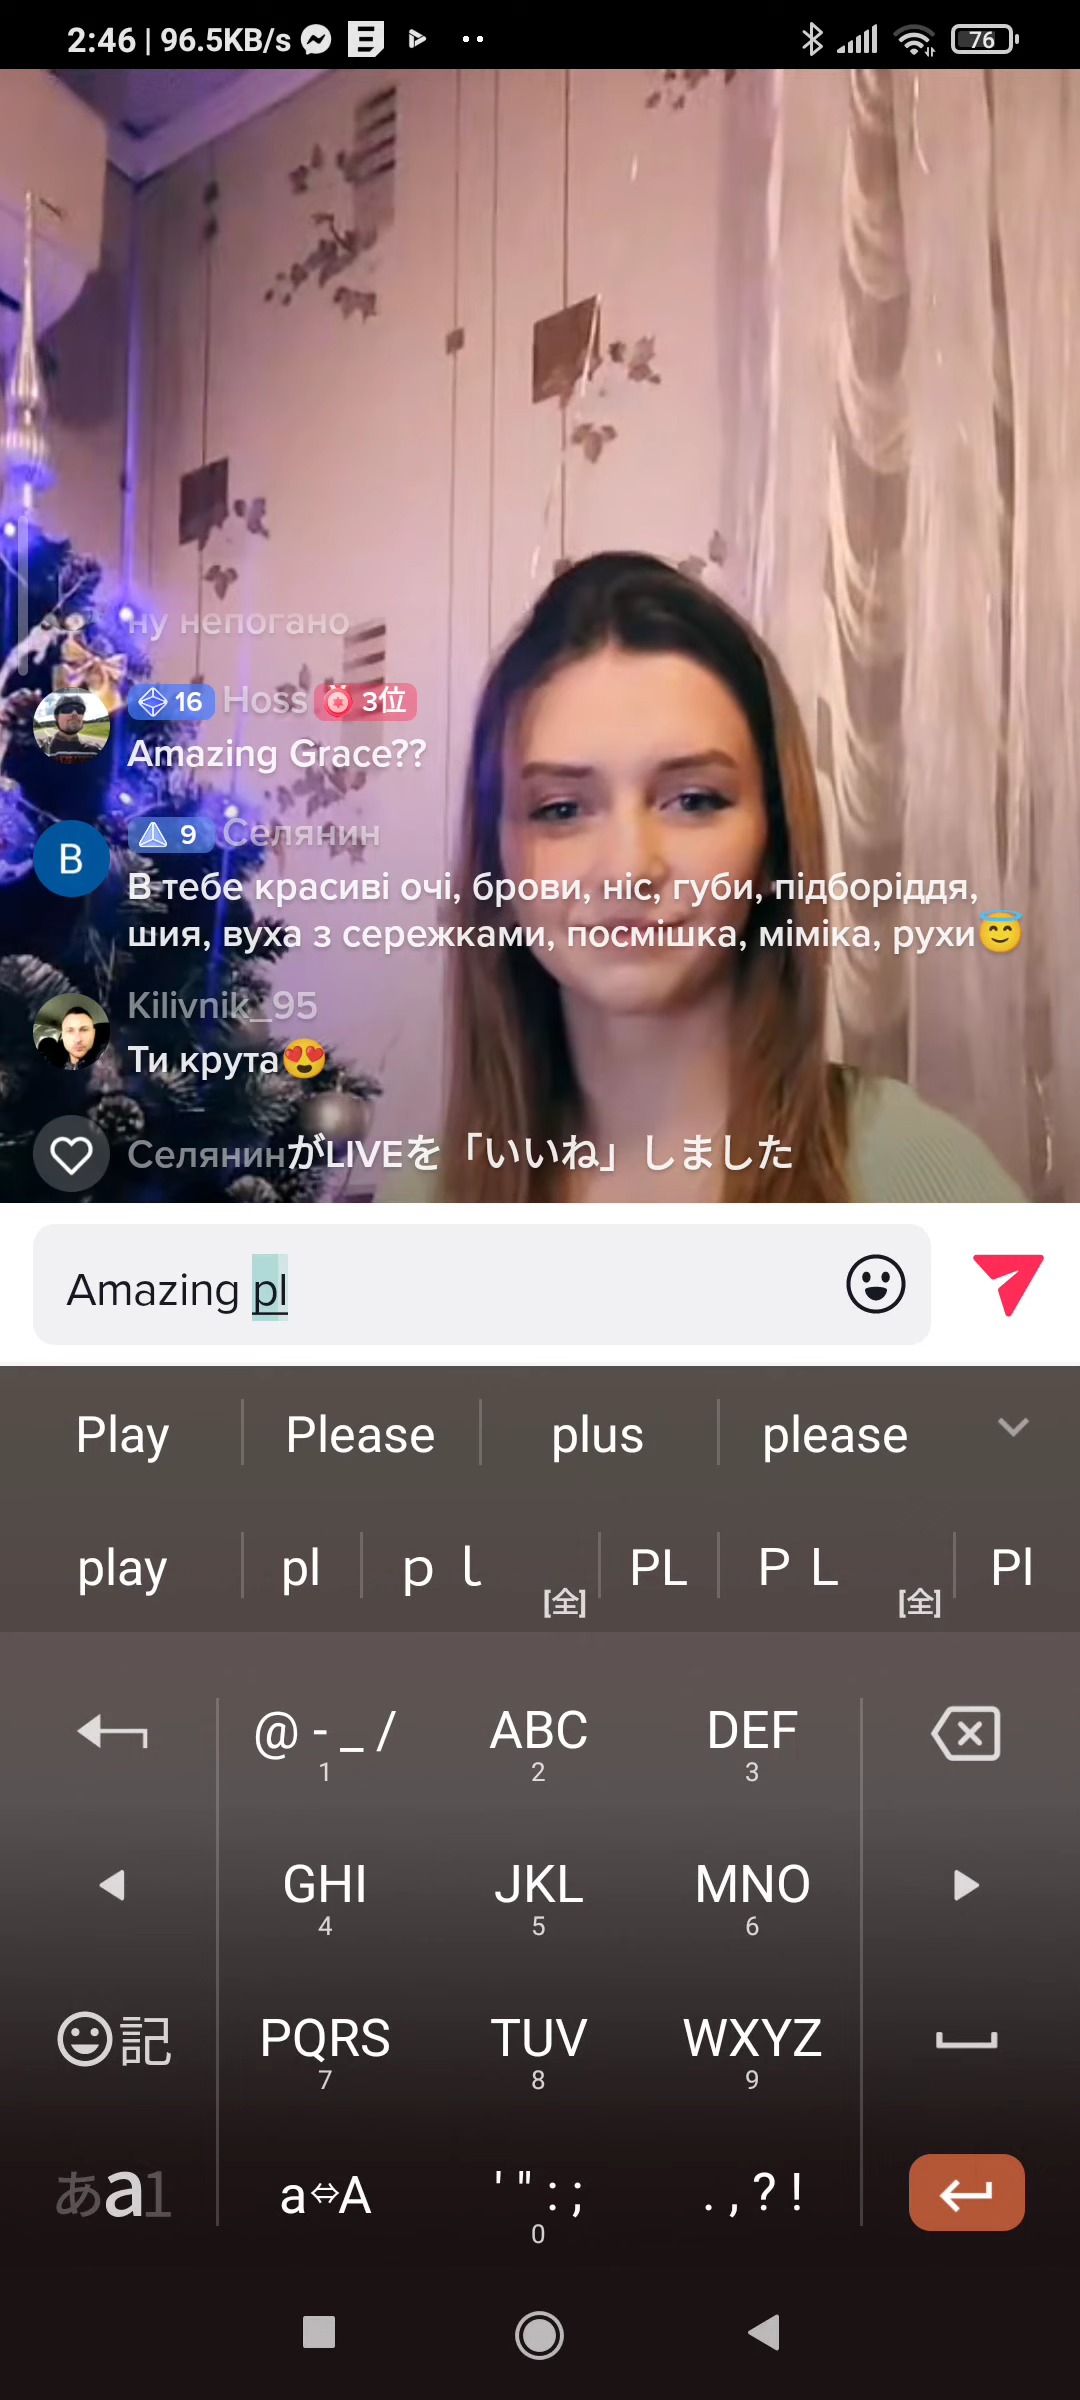 2:46 | 96.5KB/s
76
ну непогано
16 Hoss 3位
Amazing Grace??
B
9 Селянин
В тебе красиві очі, брови, ніс, губи, підборіддя,
шия, вуха з сережками, посмішка, міміка, рухи😇
Kilivnik_95
Ти крута😍
СелянинがLIVEを「いいね」しました
Amazing pl
Play Please plus please
play pl ｐｌ [全] PL ＰＬ [全] Pl
@-_/ ABC DEF
1 2 3
GHI JKL MNO
4 5 6
記 PQRS TUV WXYZ
7 8 9
あa1 a⇔A ' " : ; . , ? !
0